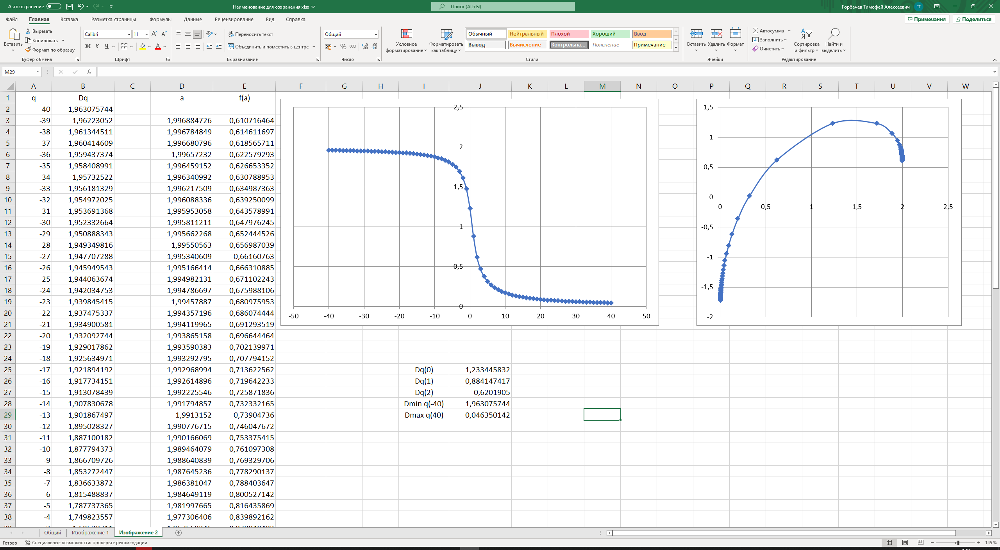 Автосохранение
Наименование для сохранения.xlsx
Поиск (Alt+Ы)
Горбачев Тимофей Алексеевич ГТ
Файл Главная Вставка Разметка страницы Формулы Данные Рецензирование Вид Справка
Примечания Поделиться
Вставить
Вырезать
Копировать
Формат по образцу
Буфер обмена
Calibri 11
Ж К Ч
Шрифт
Переносить текст
Объединить и поместить в центре
Выравнивание
Общий
% 000
Число
Условное форматирование
Форматировать как таблицу
Обычный Нейтральный Плохой Хороший Ввод
Вывод Вычисление Контрольна... Пояснение Примечание
Стили
Вставить Удалить Формат
Ячейки
Автосумма
Заполнить
Очистить
Сортировка и фильтр
Найти и выделить
Редактирование
M29
fx
A B C D E F G H I J K L M N O P Q R S T U V W
1 q Dq a f(a)
2 -40 1,963075744 - -
3 -39 1,96223052 1,996884726 0,610716464
4 -38 1,961344511 1,996784849 0,614611697
5 -37 1,960414609 1,996680796 0,618565711
6 -36 1,959437374 1,99657232 0,622579293
7 -35 1,958408991 1,996459152 0,626653352
8 -34 1,95732522 1,996340992 0,630788953
9 -33 1,956181329 1,996217509 0,634987363
10 -32 1,954972025 1,996088336 0,639250099
11 -31 1,953691368 1,995953058 0,643578991
12 -30 1,952332664 1,995811211 0,647976245
13 -29 1,950888343 1,995662268 0,652444526
14 -28 1,949349816 1,99550563 0,656987039
15 -27 1,947707288 1,995340609 0,66160763
16 -26 1,945949543 1,995166414 0,666310885
17 -25 1,944063674 1,994982131 0,671102243
18 -24 1,942034753 1,994786697 0,675988106
19 -23 1,939845415 1,99457887 0,680975953
20 -22 1,937475337 1,994357196 0,686074444
21 -21 1,934900581 1,994119965 0,691293519
22 -20 1,932092744 1,993865158 0,696644464
23 -19 1,929017862 1,993590383 0,702139971
24 -18 1,925634971 1,993292795 0,707794152
25 -17 1,921894192 1,992968994 0,713622562 Dq(0) 1,233445832
26 -16 1,917734151 1,992614896 0,719642233 Dq(1) 0,884147417
27 -15 1,913078439 1,992225546 0,725871836 Dq(2) 0,6201905
28 -14 1,907830678 1,991794857 0,732332165 Dmin q(-40) 1,963075744
29 -13 1,901867497 1,9913152 0,73904736 Dmax q(40) 0,046350142
30 -12 1,895028327 1,990776715 0,746047672
31 -11 1,887100182 1,990166069 0,753375415
32 -10 1,877794373 1,989464079 0,761097308
33 -9 1,866709726 1,988640839 0,769329706
34 -8 1,853272447 1,987645236 0,778290137
35 -7 1,836633872 1,986381047 0,788403647
36 -6 1,815488837 1,984649119 0,800527142
37 -5 1,787737365 1,981997665 0,816435869
38 -4 1,749823557 1,977306406 0,839892162
2,5
2
1,5
1
0,5
0
-50 -40 -30 -20 -10 0 10 20 30 40 50
1,5
1
0,5
0
0 0,5 1 1,5 2 2,5
-0,5
-1
-1,5
-2
Общий Изображение 1 Изображение 2
Готово Специальные возможности: проверьте рекомендации
145 %